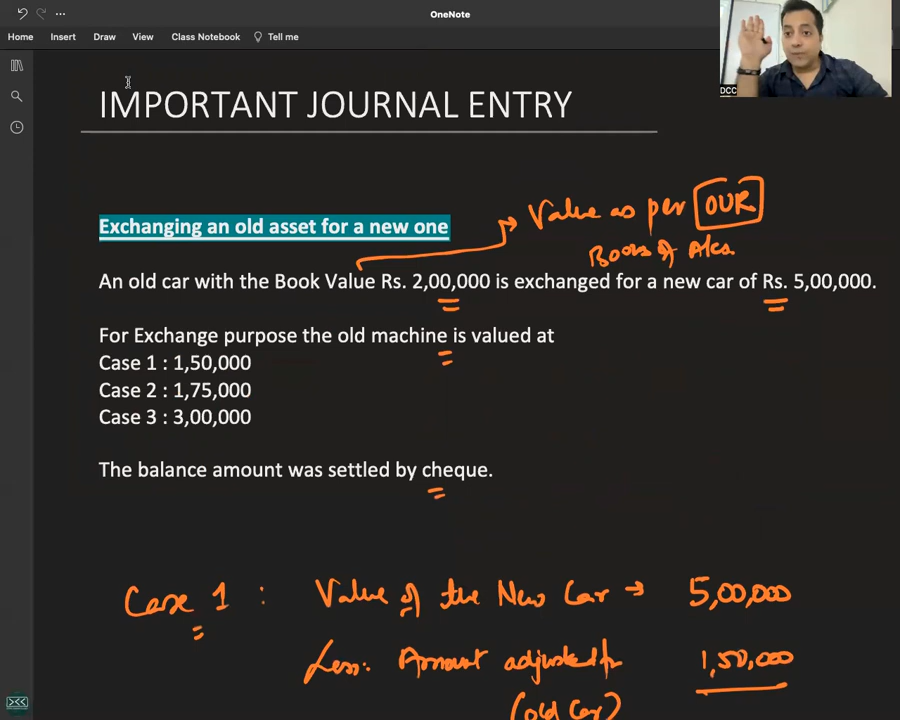 OneNote
Home Insert Draw View Class Notebook Tell me
DCC
IMPORTANT JOURNAL ENTRY
Value as per OUR
Books of A/cs.
Exchanging an old asset for a new one
An old car with the Book Value Rs. 2,00,000 is exchanged for a new car of Rs. 5,00,000.
For Exchange purpose the old machine is valued at
Case 1 : 1,50,000
Case 2 : 1,75,000
Case 3 : 3,00,000
The balance amount was settled by cheque.
Case 1 : Value of the New Car → 5,00,000
Less: Amount adjusted for 1,50,000
(old Car)
DCC